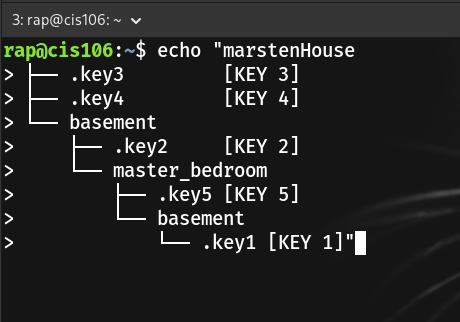 3: rap@cis106: ~
rap@cis106:~$ echo "marstenHouse
> ├── .key3         [KEY 3]
> ├── .key4         [KEY 4]
> └── basement
>     ├── .key2     [KEY 2]
>     └── master_bedroom
>         ├── .key5 [KEY 5]
>         └── basement
>             └── .key1 [KEY 1]"